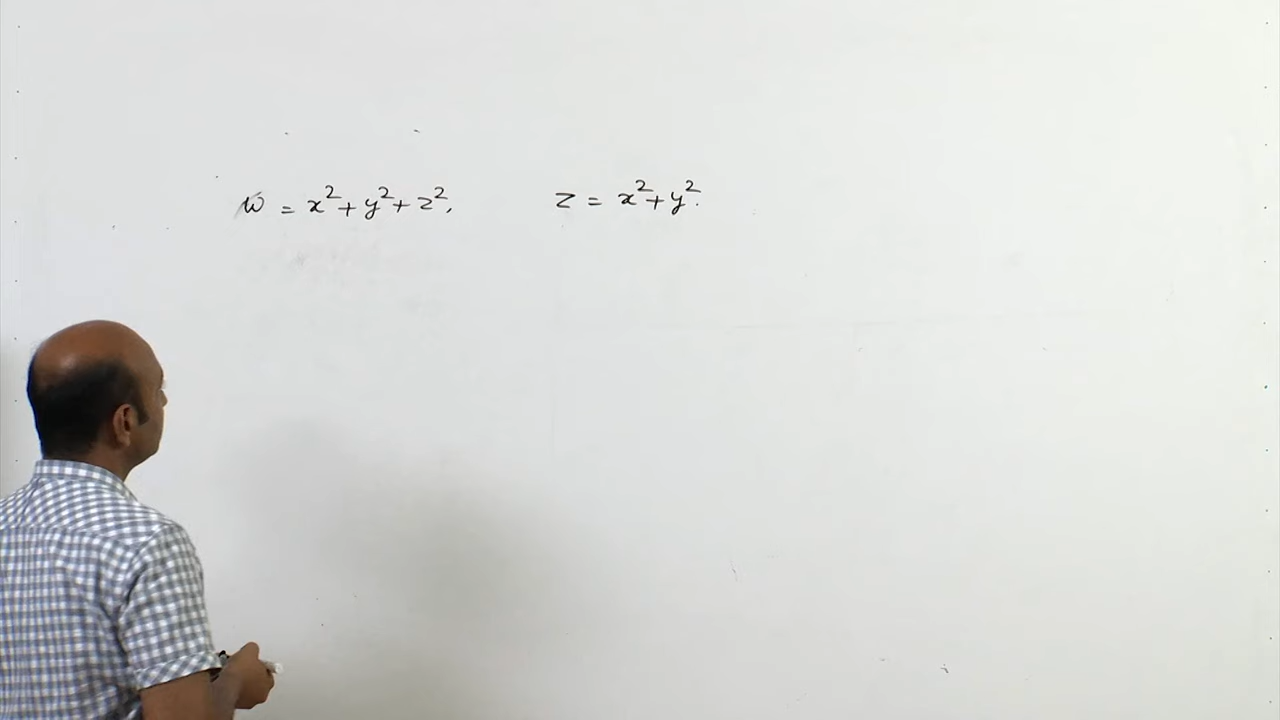 w = x²+y²+z², z = x²+y².